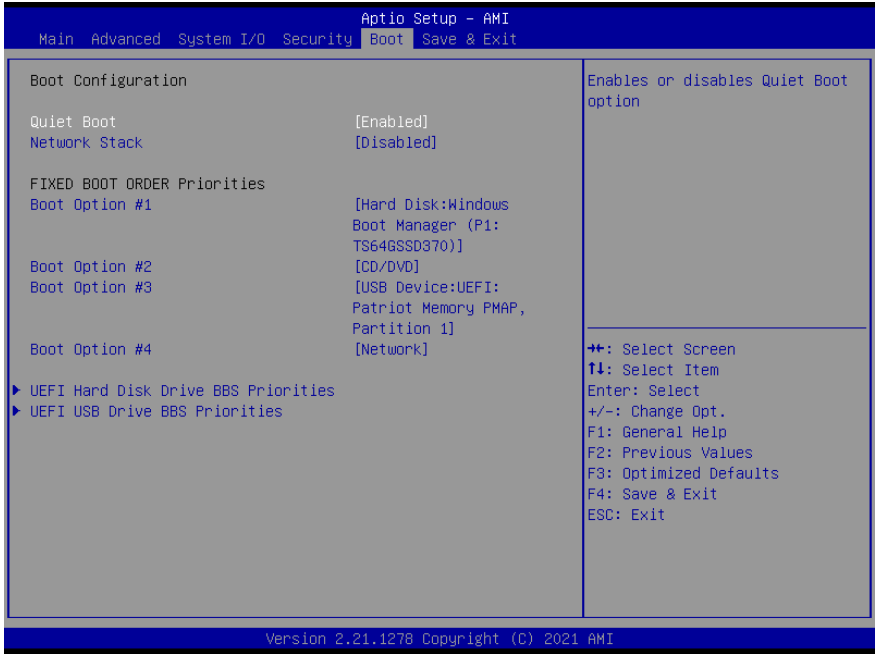 Aptio Setup – AMI
Main Advanced System I/O Security Boot Save & Exit
Boot Configuration
Quiet Boot [Enabled]
Network Stack [Disabled]
FIXED BOOT ORDER Priorities
Boot Option #1 [Hard Disk:Windows
Boot Manager (P1:
TS64GSSD370)]
Boot Option #2 [CD/DVD]
Boot Option #3 [USB Device:UEFI:
Patriot Memory PMAP,
Partition 1]
Boot Option #4 [Network]
UEFI Hard Disk Drive BBS Priorities
UEFI USB Drive BBS Priorities
Enables or disables Quiet Boot
option
→←: Select Screen
↑↓: Select Item
Enter: Select
+/-: Change Opt.
F1: General Help
F2: Previous Values
F3: Optimized Defaults
F4: Save & Exit
ESC: Exit
Version 2.21.1278 Copyright (C) 2021 AMI